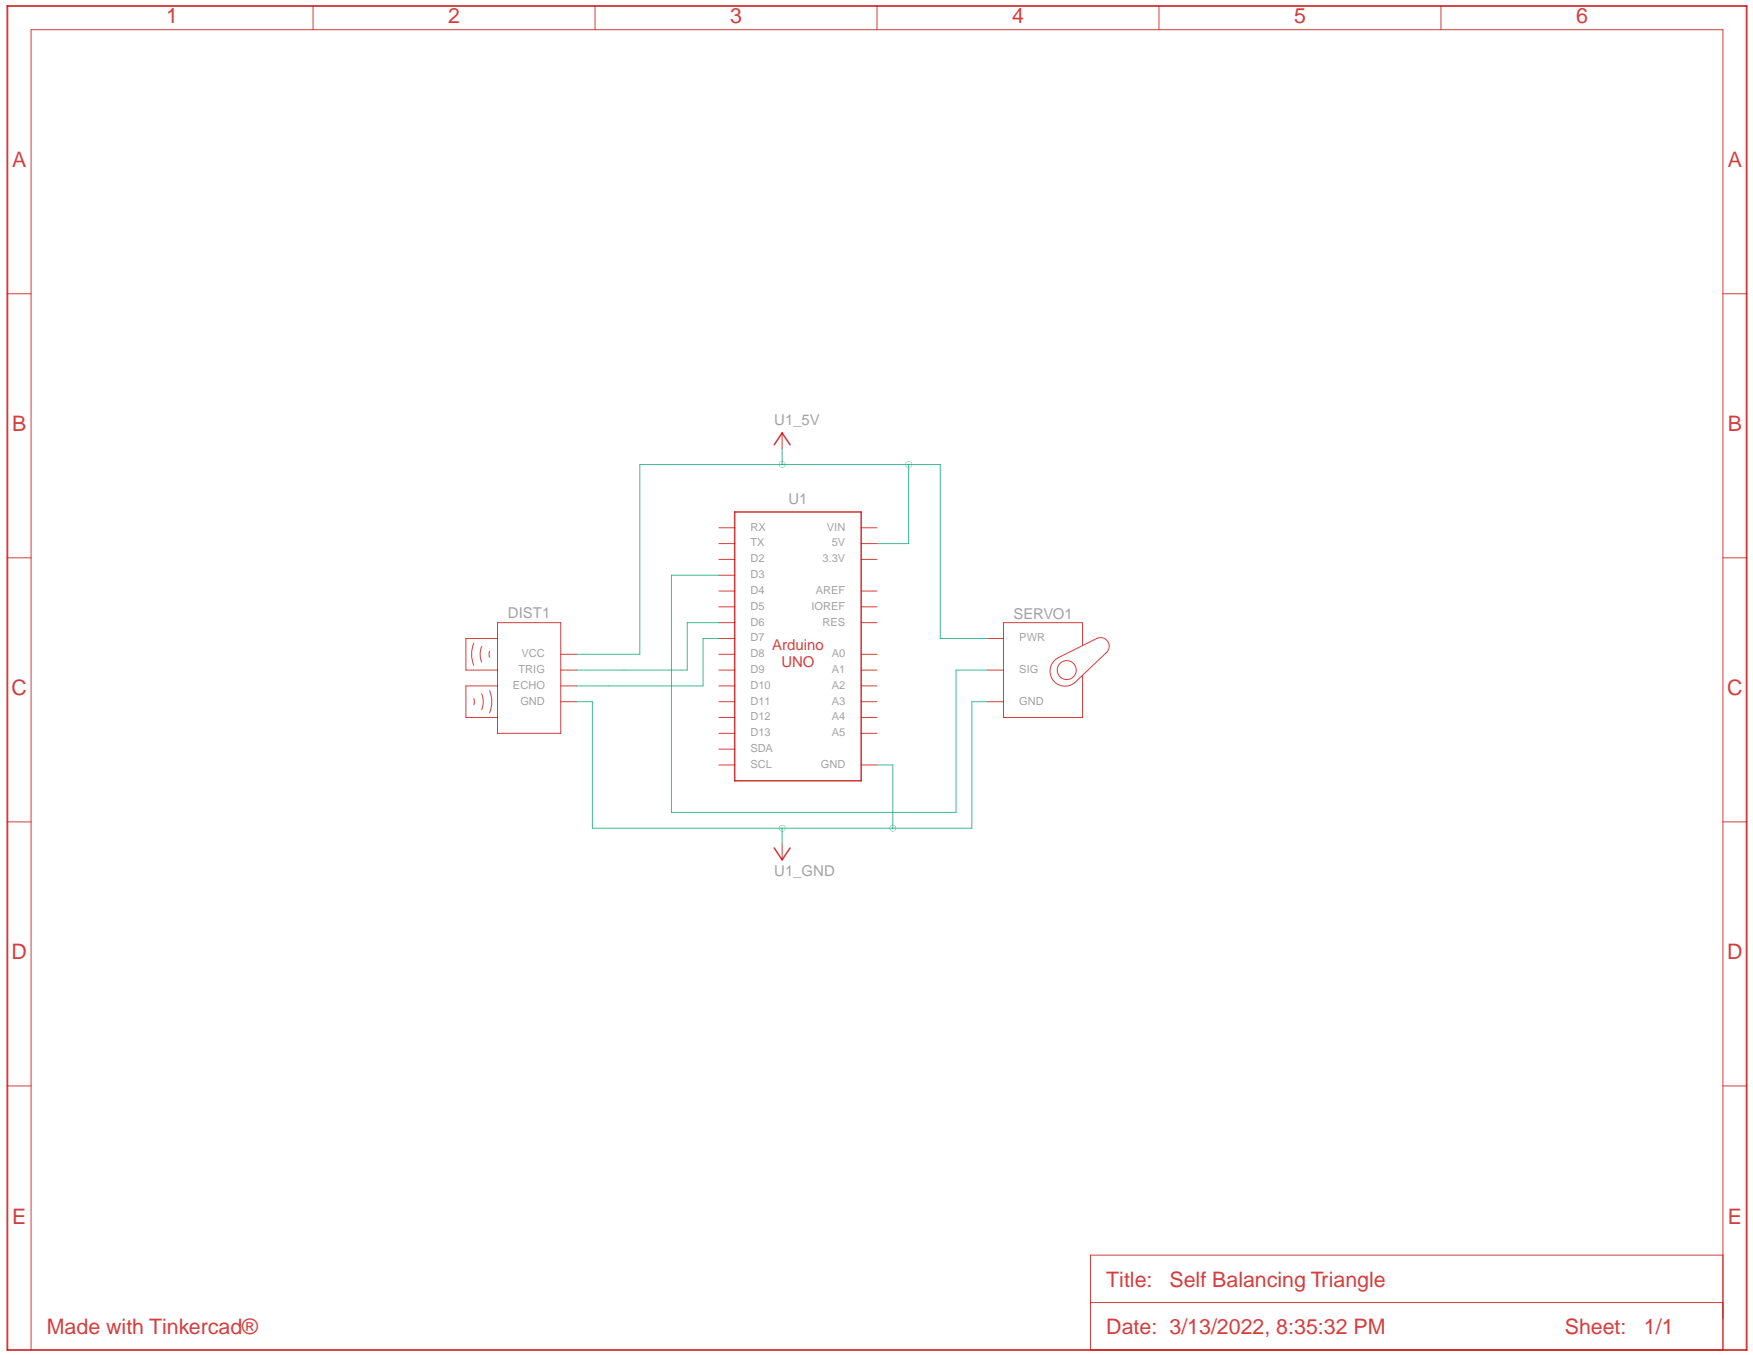 1 2 3 4 5 6
A A
B B
U1_5V
U1
RX VIN
TX 5V
D2 3.3V
D3
D4 AREF
D5 IOREF
D6 RES
D7
D8 A0
D9 A1
D10 A2
D11 A3
D12 A4
D13 A5
SDA
SCL GND
Arduino
UNO
DIST1
VCC
TRIG
ECHO
GND
SERVO1
PWR
SIG
GND
C C
U1_GND
D D
E E
Title: Self Balancing Triangle
Made with Tinkercad®
Date: 3/13/2022, 8:35:32 PM Sheet: 1/1